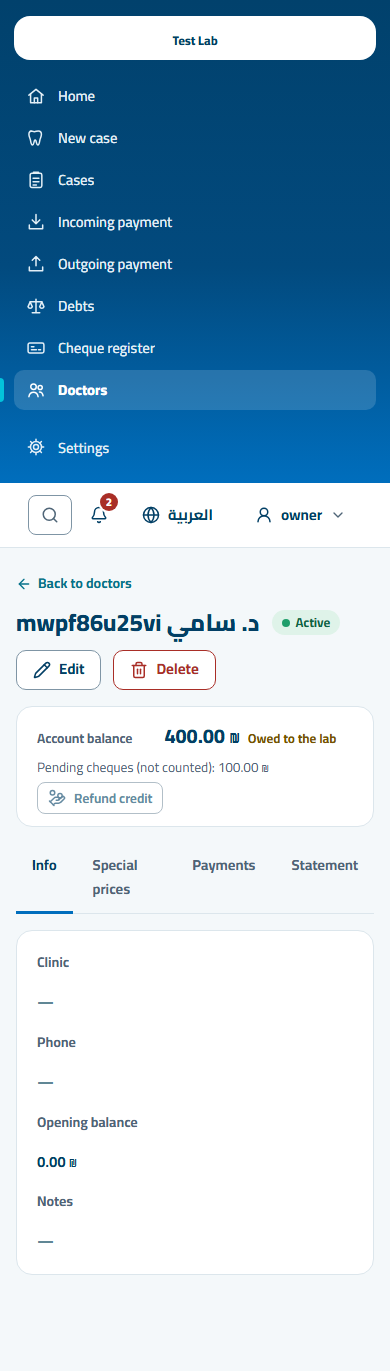 Test Lab
Home
New case
Cases
Incoming payment
Outgoing payment
Debts
Cheque register
Doctors
Settings
2
العربية
owner
Back to doctors
د. سامي mwpf86u25vi
Active
Edit
Delete
Account balance 400.00 ₪ Owed to the lab
Pending cheques (not counted): 100.00 ₪
Refund credit
Info
Special prices
Payments
Statement
Clinic
—
Phone
—
Opening balance
0.00 ₪
Notes
—